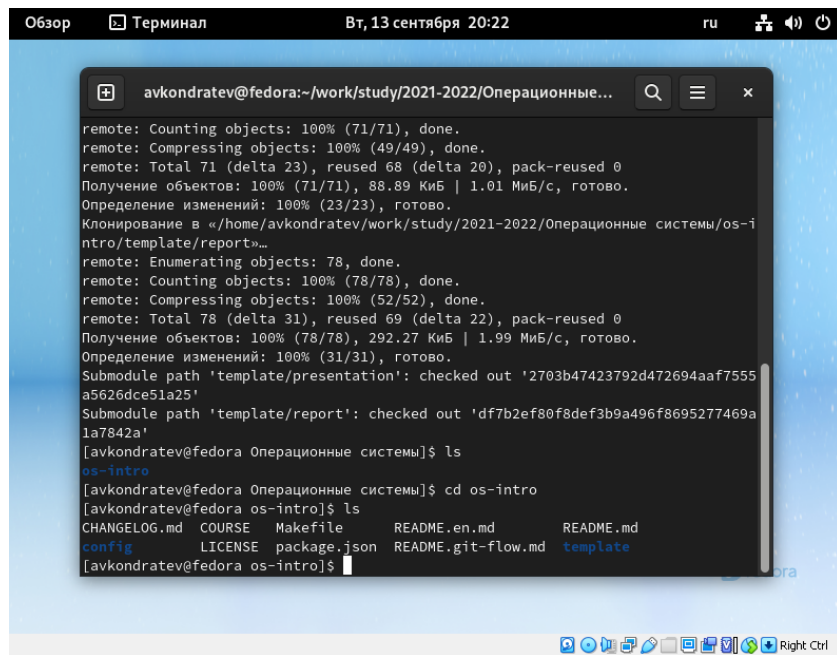 Обзор Терминал Вт, 13 сентября 20:22 ru
avkondratev@fedora:~/work/study/2021-2022/Операционные...
remote: Counting objects: 100% (71/71), done.
remote: Compressing objects: 100% (49/49), done.
remote: Total 71 (delta 23), reused 68 (delta 20), pack-reused 0
Получение объектов: 100% (71/71), 88.89 КиБ | 1.01 МиБ/с, готово.
Определение изменений: 100% (23/23), готово.
Клонирование в «/home/avkondratev/work/study/2021-2022/Операционные системы/os-i
ntro/template/report»…
remote: Enumerating objects: 78, done.
remote: Counting objects: 100% (78/78), done.
remote: Compressing objects: 100% (52/52), done.
remote: Total 78 (delta 31), reused 69 (delta 22), pack-reused 0
Получение объектов: 100% (78/78), 292.27 КиБ | 1.99 МиБ/с, готово.
Определение изменений: 100% (31/31), готово.
Submodule path 'template/presentation': checked out '2703b47423792d472694aaf7555
a5626dce51a25'
Submodule path 'template/report': checked out 'df7b2ef80f8def3b9a496f8695277469a
1a7842a'
[avkondratev@fedora Операционные системы]$ ls
os-intro
[avkondratev@fedora Операционные системы]$ cd os-intro
[avkondratev@fedora os-intro]$ ls
CHANGELOG.md COURSE Makefile README.en.md README.md
config LICENSE package.json README.git-flow.md template
[avkondratev@fedora os-intro]$
Right Ctrl